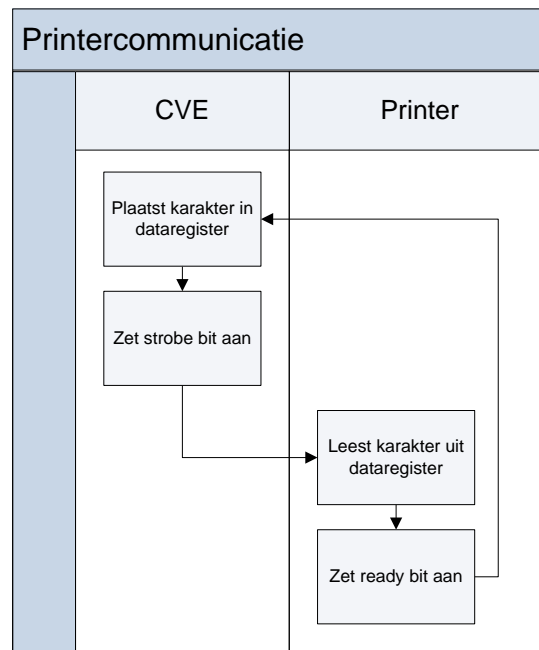 Printercommunicatie
CVE
Printer
Plaatst karakter in
dataregister
Zet strobe bit aan
Leest karakter uit
dataregister
Zet ready bit aan